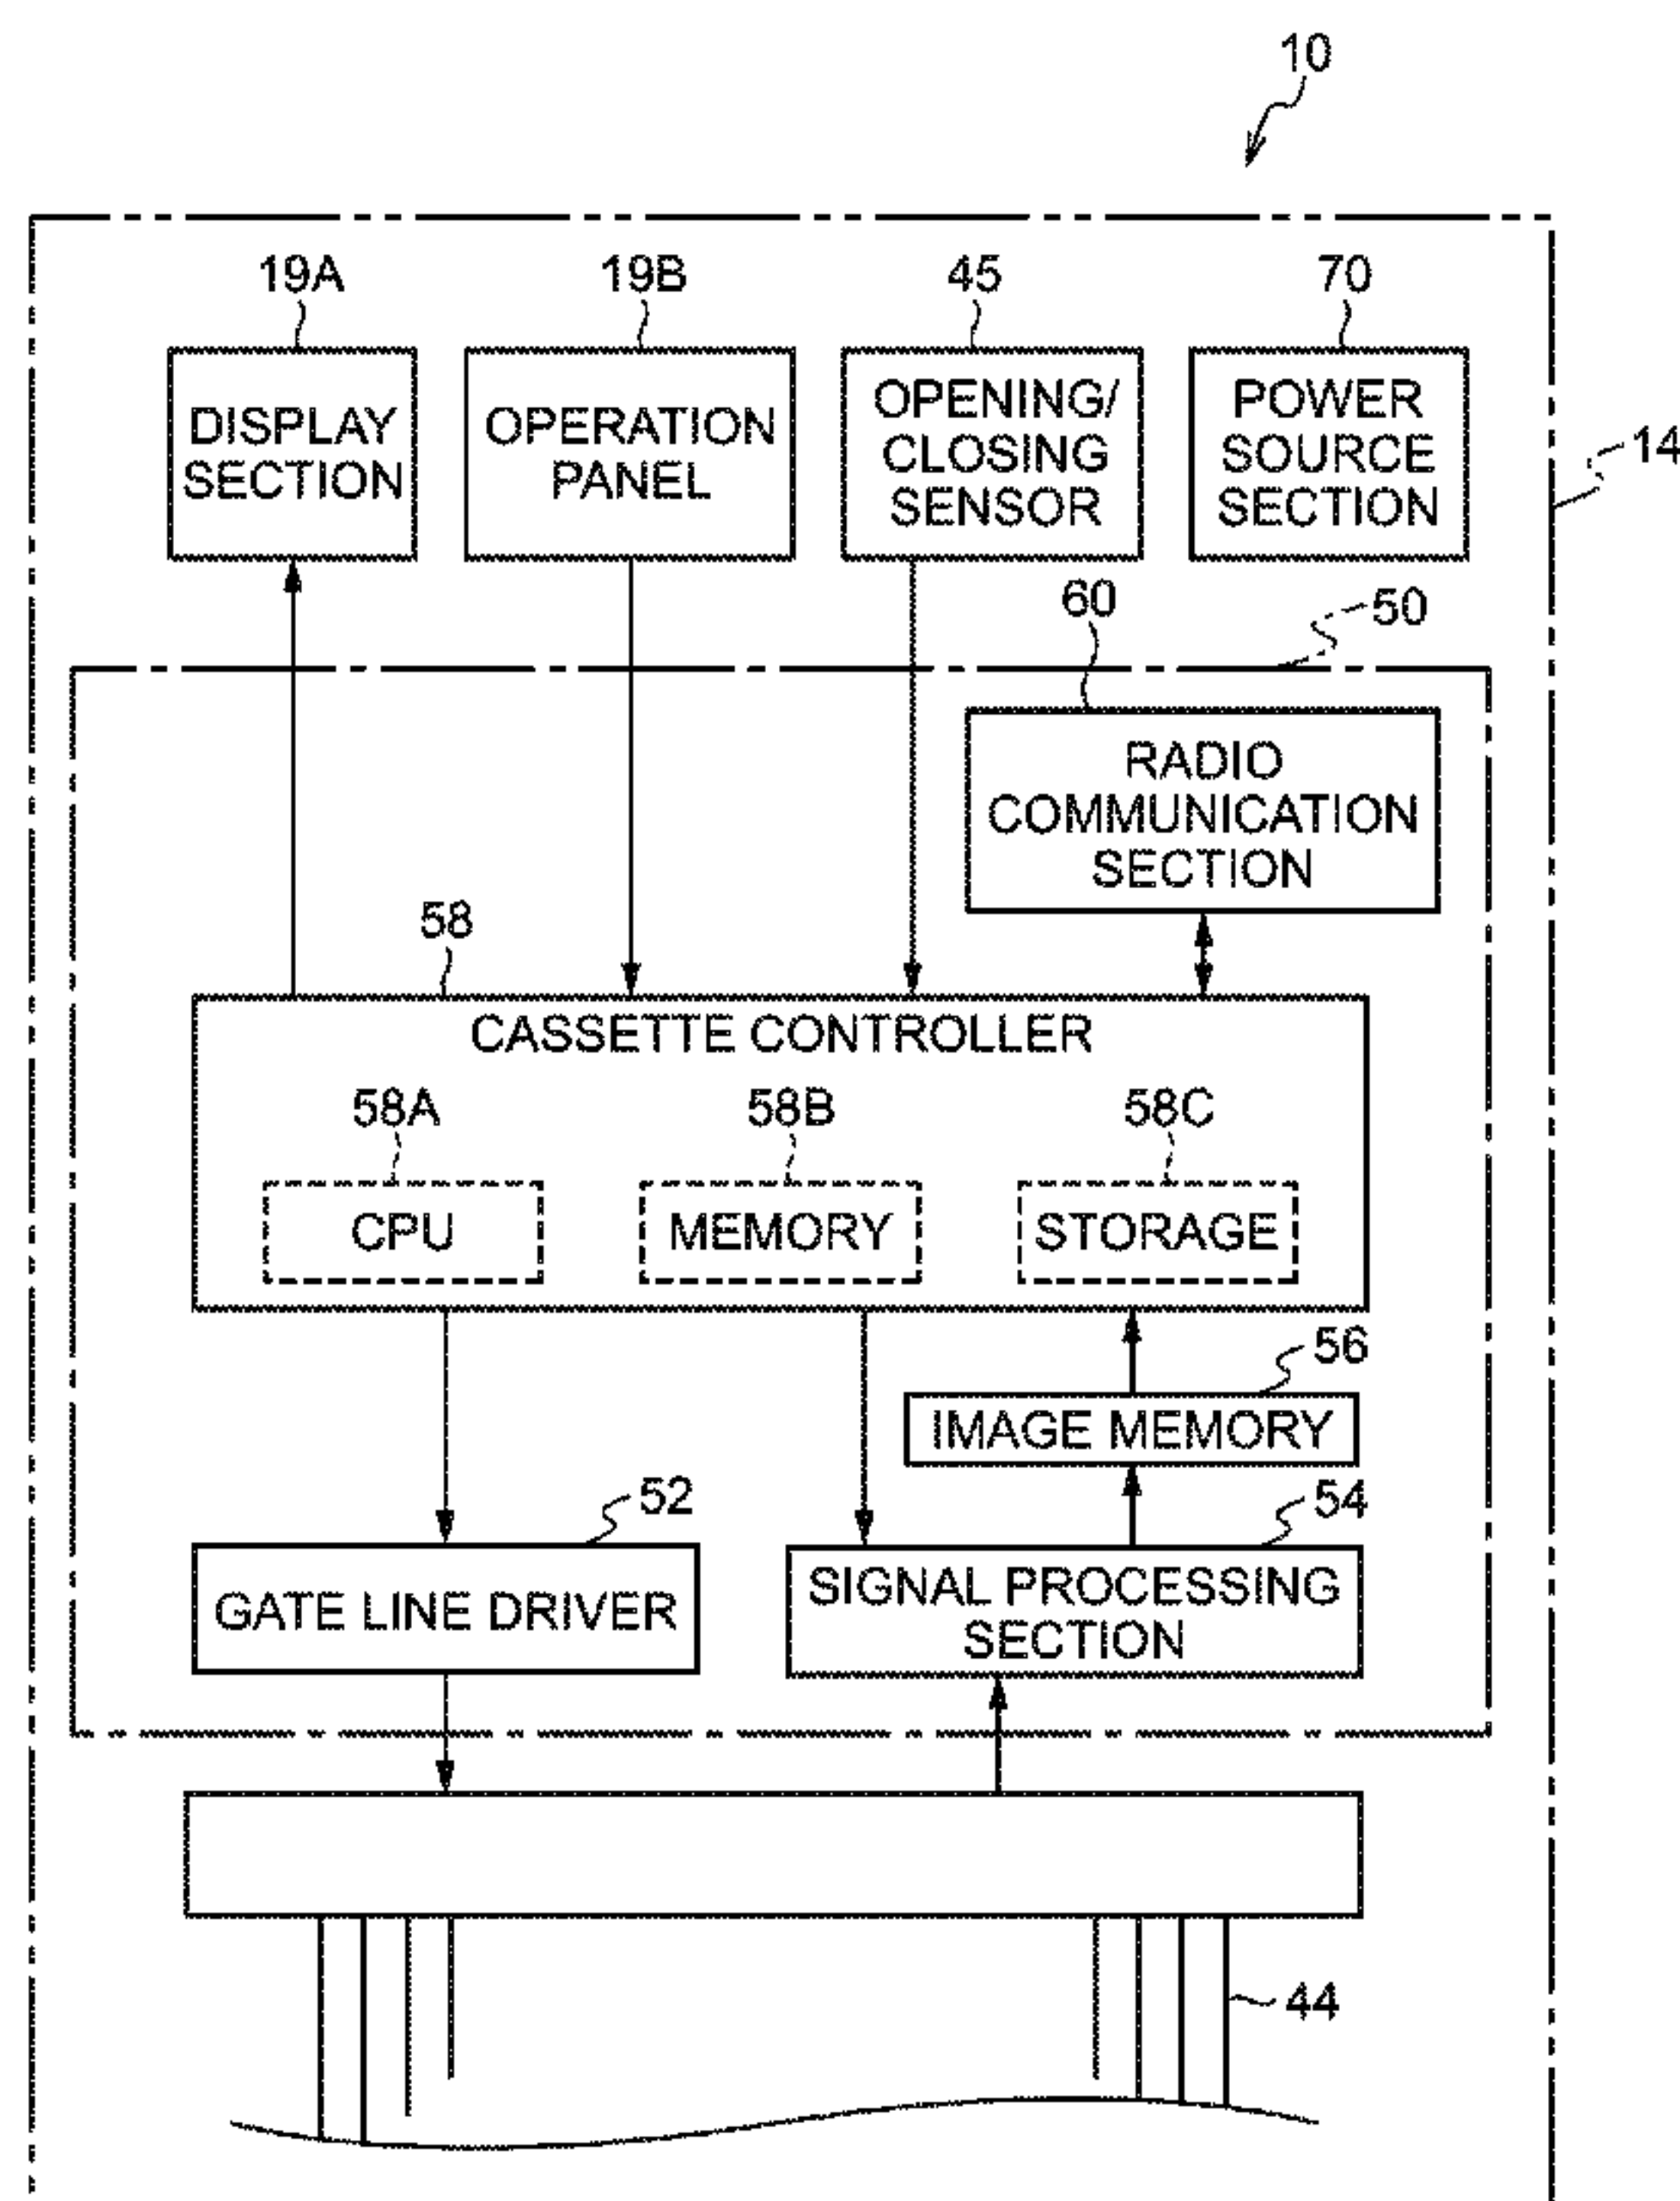 10
19A
19B
45
70
DISPLAY
SECTION
OPERATION
PANEL
OPENING/
CLOSING
SENSOR
POWER
SOURCE
SECTION
14
60
50
RADIO
COMMUNICATION
SECTION
58
CASSETTE CONTROLLER
58A
58B
58C
CPU
MEMORY
STORAGE
56
IMAGE MEMORY
52
54
GATE LINE DRIVER
SIGNAL PROCESSING
SECTION
44